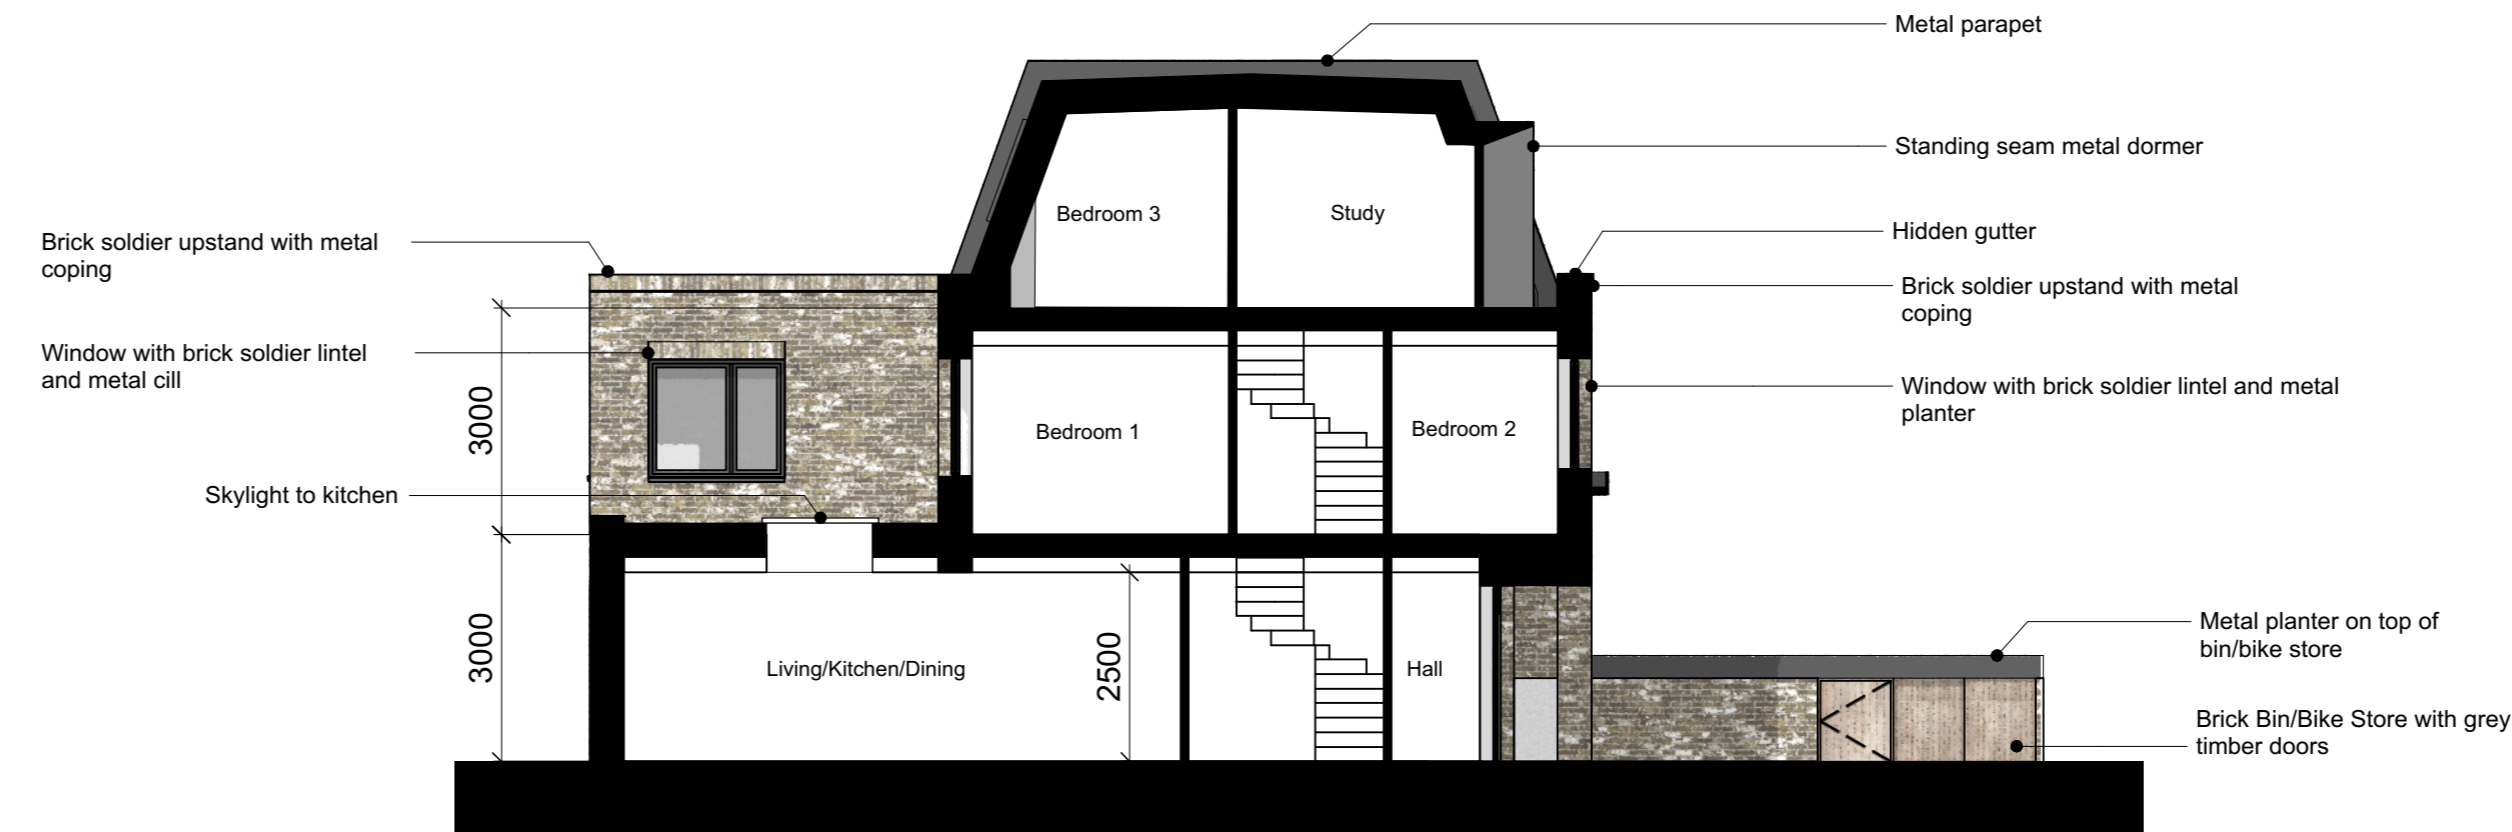 Metal parapet
Standing seam metal dormer
Bedroom 3
Study
Hidden gutter
Brick soldier upstand with metal
coping
Brick soldier upstand with metal
coping
Window with brick soldier lintel
and metal cill
3000
Window with brick soldier lintel and metal
planter
Bedroom 1
Bedroom 2
Skylight to kitchen
3000
2500
Living/Kitchen/Dining
Hall
Metal planter on top of
bin/bike store
Brick Bin/Bike Store with grey
timber doors